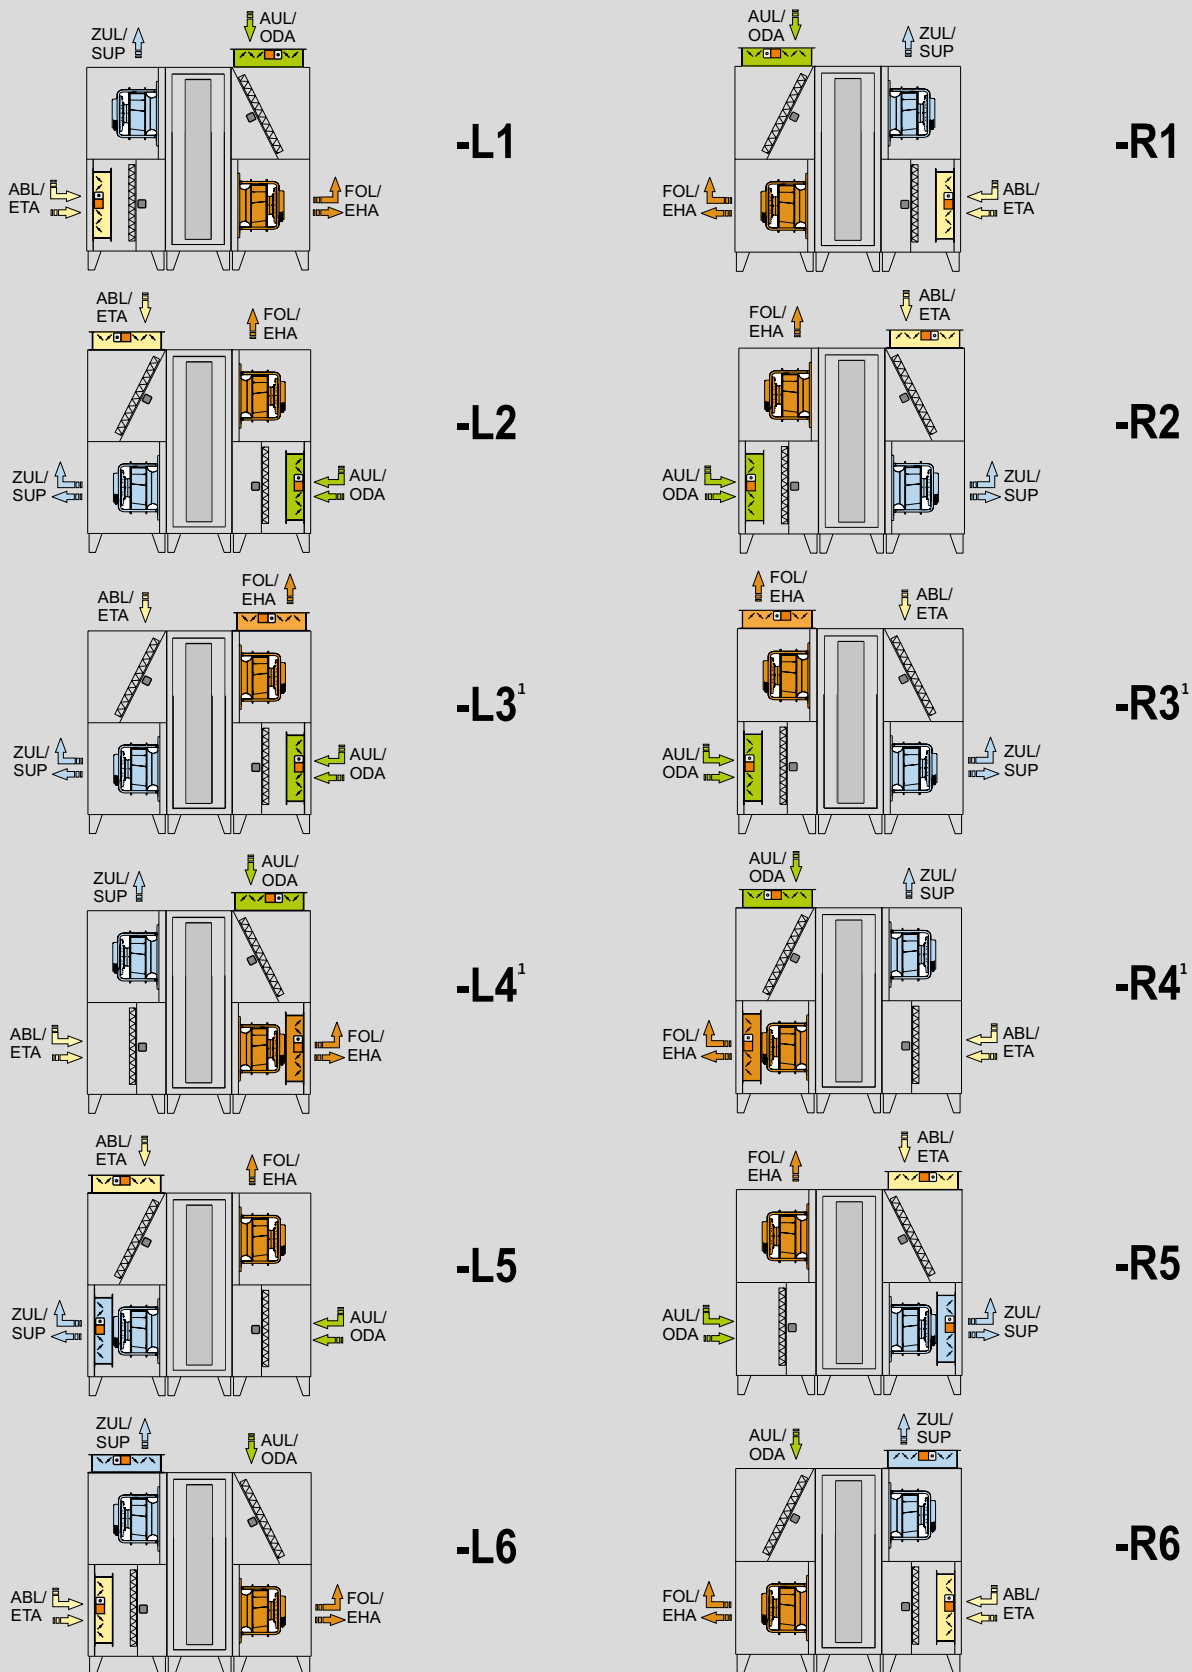 ZUL/
SUP
AUL/
ODA
ABL/
ETA
FOL/
EHA
-L1
AUL/
ODA
ZUL/
SUP
FOL/
EHA
ABL/
ETA
-R1
ABL/
ETA
FOL/
EHA
ZUL/
SUP
AUL/
ODA
-L2
FOL/
EHA
ABL/
ETA
AUL/
ODA
ZUL/
SUP
-R2
ABL/
ETA
FOL/
EHA
ZUL/
SUP
AUL/
ODA
-L3¹
FOL/
EHA
ABL/
ETA
AUL/
ODA
ZUL/
SUP
-R3¹
ZUL/
SUP
AUL/
ODA
ABL/
ETA
FOL/
EHA
-L4¹
AUL/
ODA
ZUL/
SUP
FOL/
EHA
ABL/
ETA
-R4¹
ABL/
ETA
FOL/
EHA
ZUL/
SUP
AUL/
ODA
-L5
FOL/
EHA
ABL/
ETA
AUL/
ODA
ZUL/
SUP
-R5
ZUL/
SUP
AUL/
ODA
ABL/
ETA
FOL/
EHA
-L6
AUL/
ODA
ZUL/
SUP
FOL/
EHA
ABL/
ETA
-R6